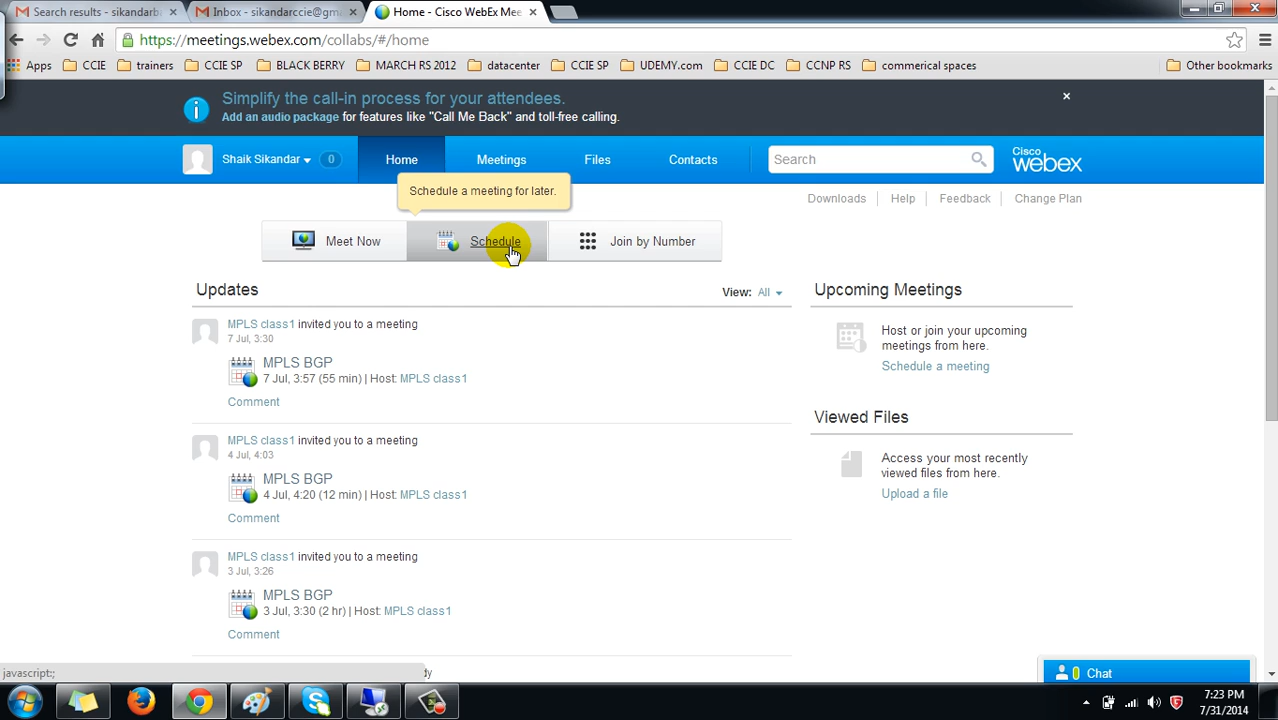 Search results - sikandarb
Inbox - sikandarccie@gm
Home - Cisco WebEx Mee
https://meetings.webex.com/collabs/#/home
Apps CCIE trainers CCIE SP BLACK BERRY MARCH RS 2012 datacenter CCIE SP UDEMY.com CCIE DC CCNP RS commerical spaces Other bookmarks
Simplify the call-in process for your attendees.
Add an audio package for features like "Call Me Back" and toll-free calling.
Shaik Sikandar 0 Home Meetings Files Contacts Search Cisco webex
Schedule a meeting for later.
Downloads Help Feedback Change Plan
Meet Now Schedule Join by Number
Updates
View: All
MPLS class1 invited you to a meeting
7 Jul, 3:30
MPLS BGP
7 Jul, 3:57 (55 min) | Host: MPLS class1
Comment
MPLS class1 invited you to a meeting
4 Jul, 4:03
MPLS BGP
4 Jul, 4:20 (12 min) | Host: MPLS class1
Comment
MPLS class1 invited you to a meeting
3 Jul, 3:26
MPLS BGP
3 Jul, 3:30 (2 hr) | Host: MPLS class1
Comment
Upcoming Meetings
Host or join your upcoming
meetings from here.
Schedule a meeting
Viewed Files
Access your most recently
viewed files from here.
Upload a file
javascript:;
dy
Chat
7:23 PM
7/31/2014